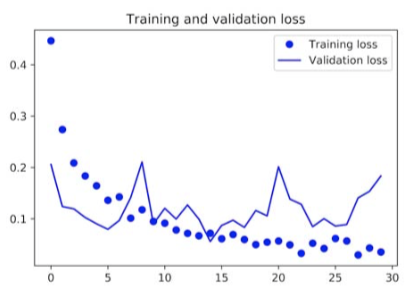 Training and validation loss
Training loss
Validation loss
0.4
0.3
0.2
0.1
0 5 10 15 20 25 30